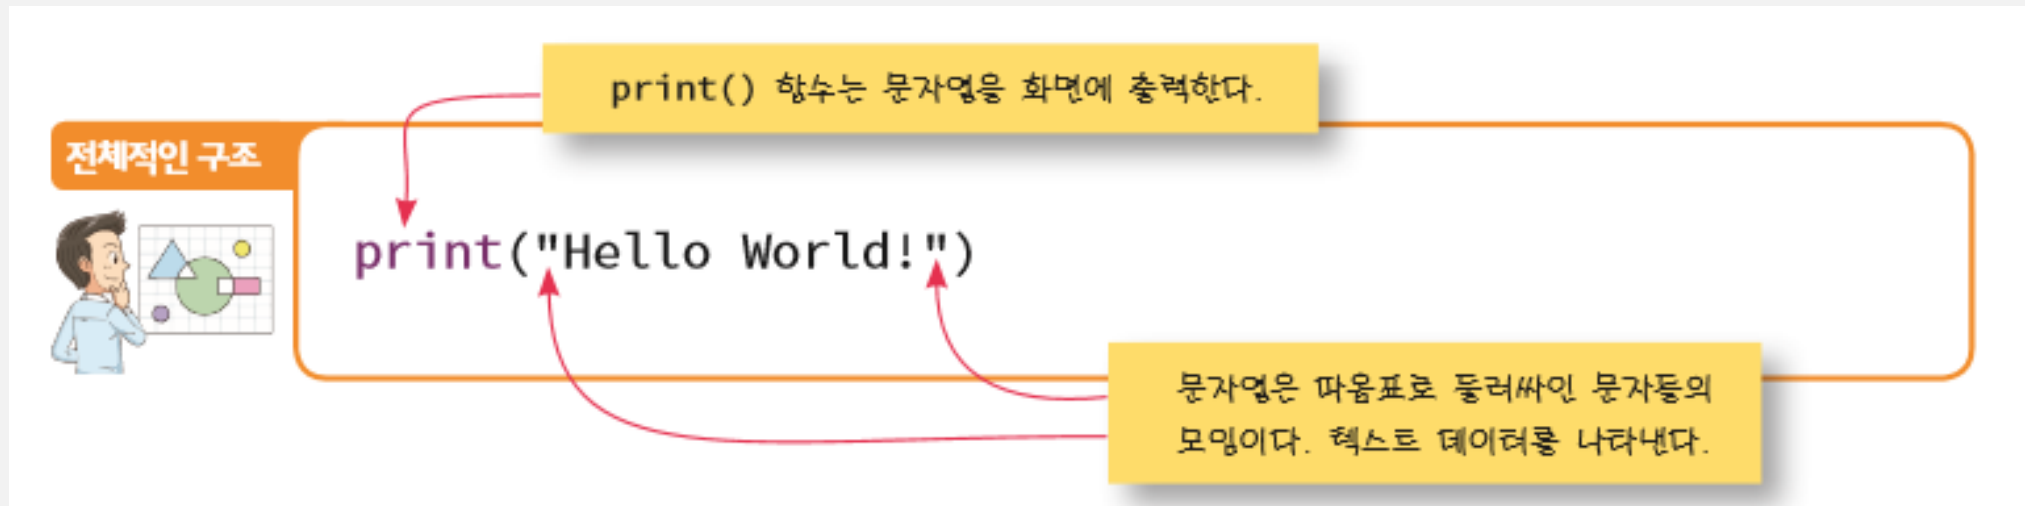 print() 함수는 문자열을 화면에 출력한다.
전체적인 구조
print("Hello World!")
문자열은 따옴표로 둘러싸인 문자들의
모임이다. 텍스트 데이터를 나타낸다.